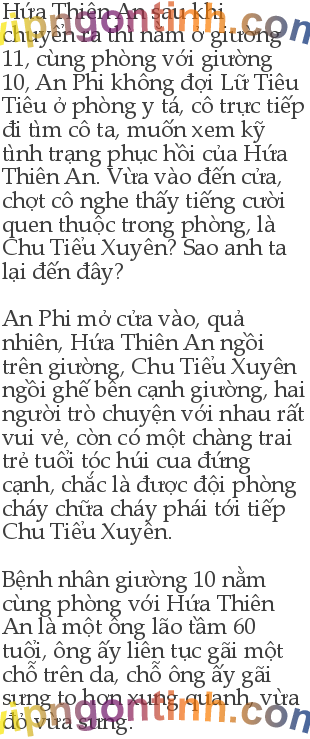 Hứa Thiên An sau khi
chuyển ra thì nằm ở giường
11, cùng phòng với giường
10, An Phi không đợi Lữ Tiêu
Tiêu ở phòng y tá, cô trực tiếp
đi tìm cô ta, muốn xem kỹ
tình trạng phục hồi của Hứa
Thiên An. Vừa vào đến cửa,
chợt cô nghe thấy tiếng cười
quen thuộc trong phòng, là
Chu Tiểu Xuyên? Sao anh ta
lại đến đây?
An Phi mở cửa vào, quả
nhiên, Hứa Thiên An ngồi
trên giường, Chu Tiểu Xuyên
ngồi ghế bên cạnh giường, hai
người trò chuyện với nhau rất
vui vẻ, còn có một chàng trai
trẻ tuổi tóc húi cua đứng
cạnh, chắc là được đội phòng
cháy chữa cháy phái tới tiếp
Chu Tiểu Xuyên.
Bệnh nhân giường 10 nằm
cùng phòng với Hứa Thiên
An là một ông lão tầm 60
tuổi, ông ấy liên tục gãi một
chỗ trên da, chỗ ông ấy gãi
sưng to hơn xung quanh, vừa
đỏ vừa sưng.
vipngontinh.com
vipngontinh.com